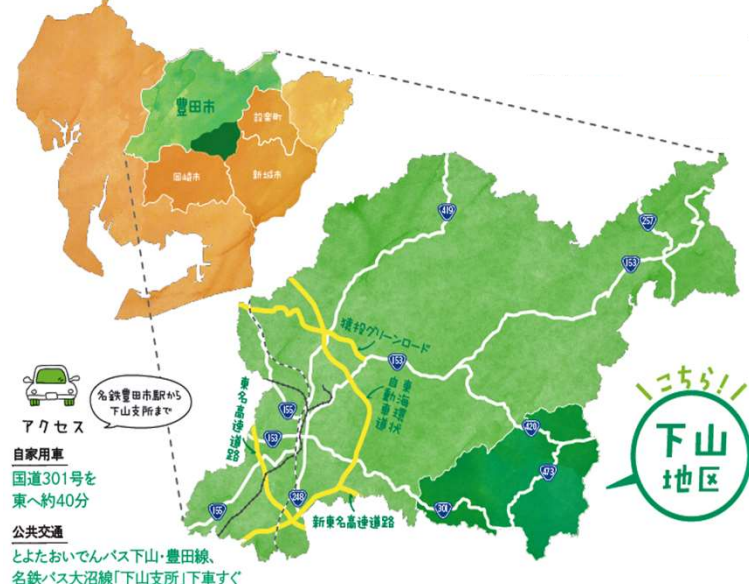 豊田市
設楽町
岡崎市
新城市
419
257
153
猿投グリーンロード
153
東海環状
自動車道
東名高速道路
155
153
420
473
こちら!!
下山
地区
301
248
155
新東名高速道路
アクセス
名鉄豊田市駅から
下山支所まで
自家用車
国道301号を
東へ約40分
公共交通
とよたおいでんバス下山・豊田線、
名鉄バス大沼線「下山支所」下車すぐ